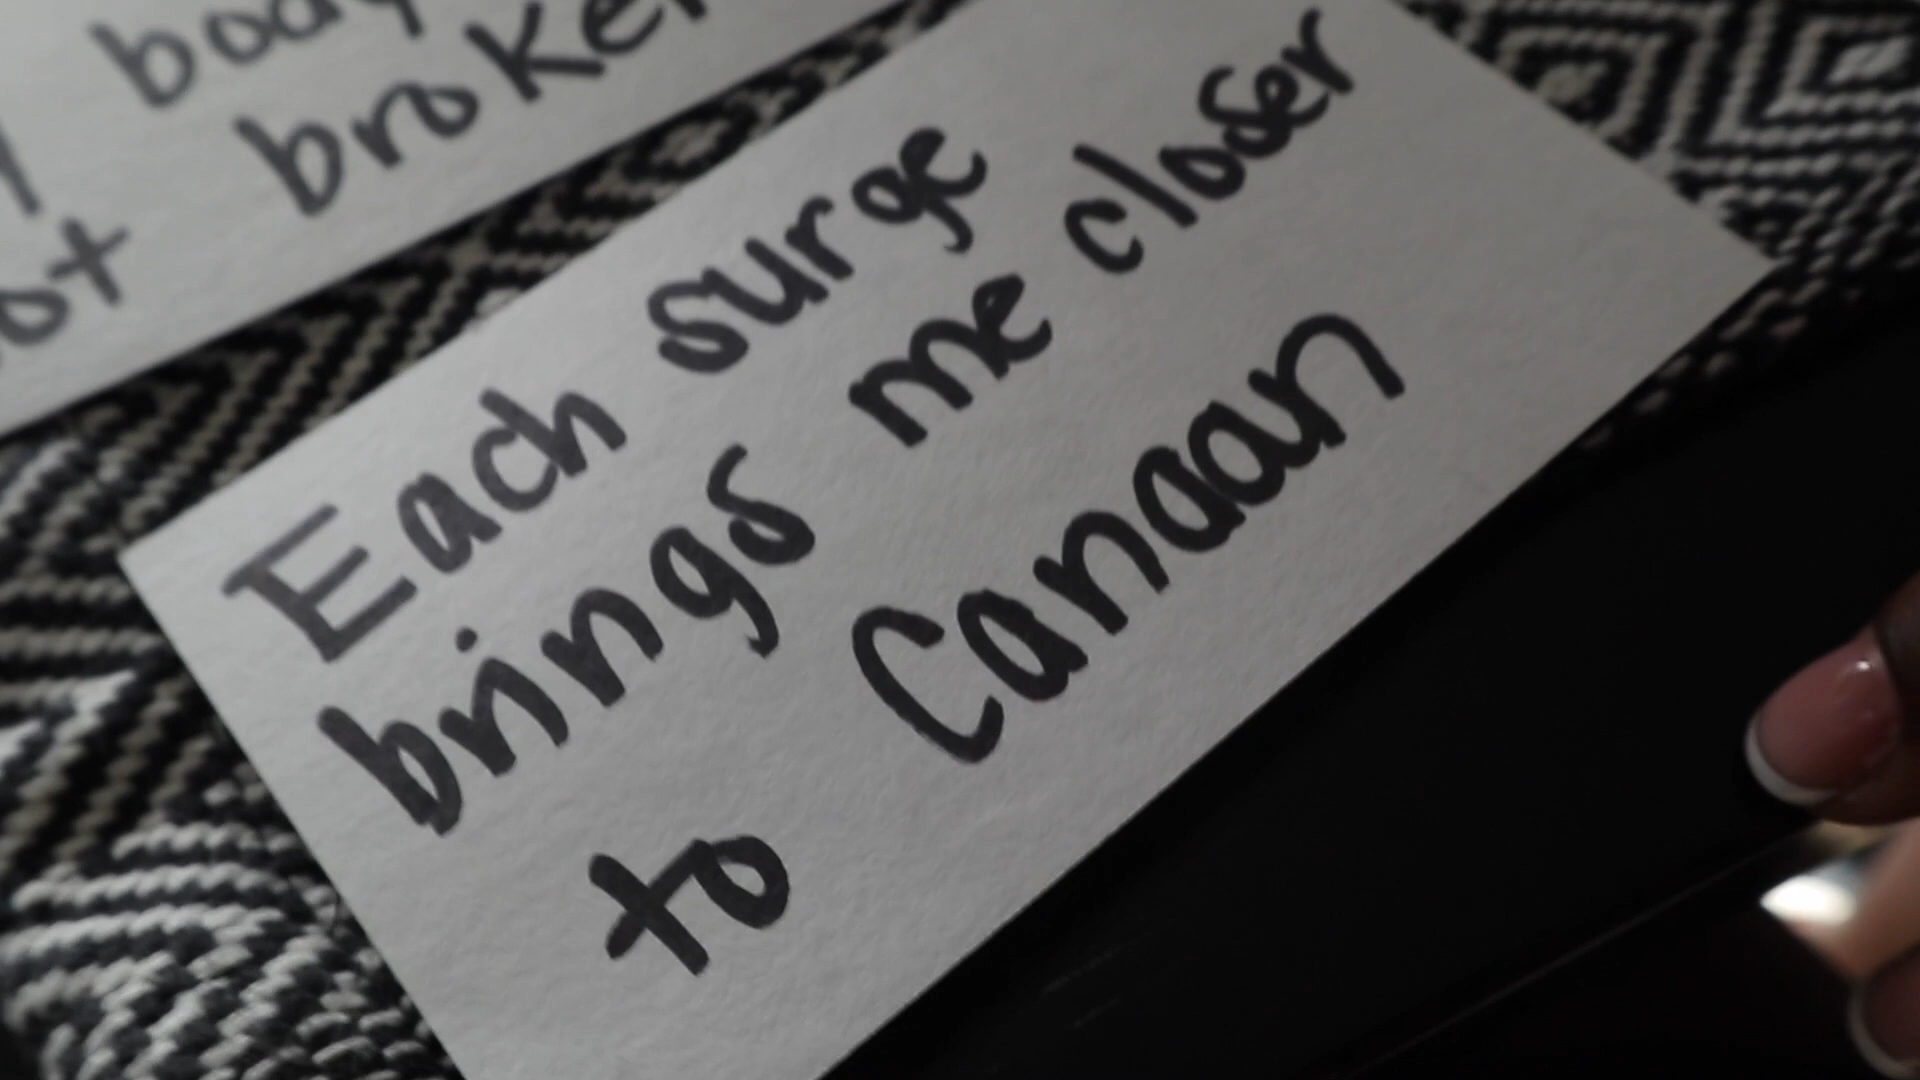 body
broken
Each surge
brings me closer
to Canaan